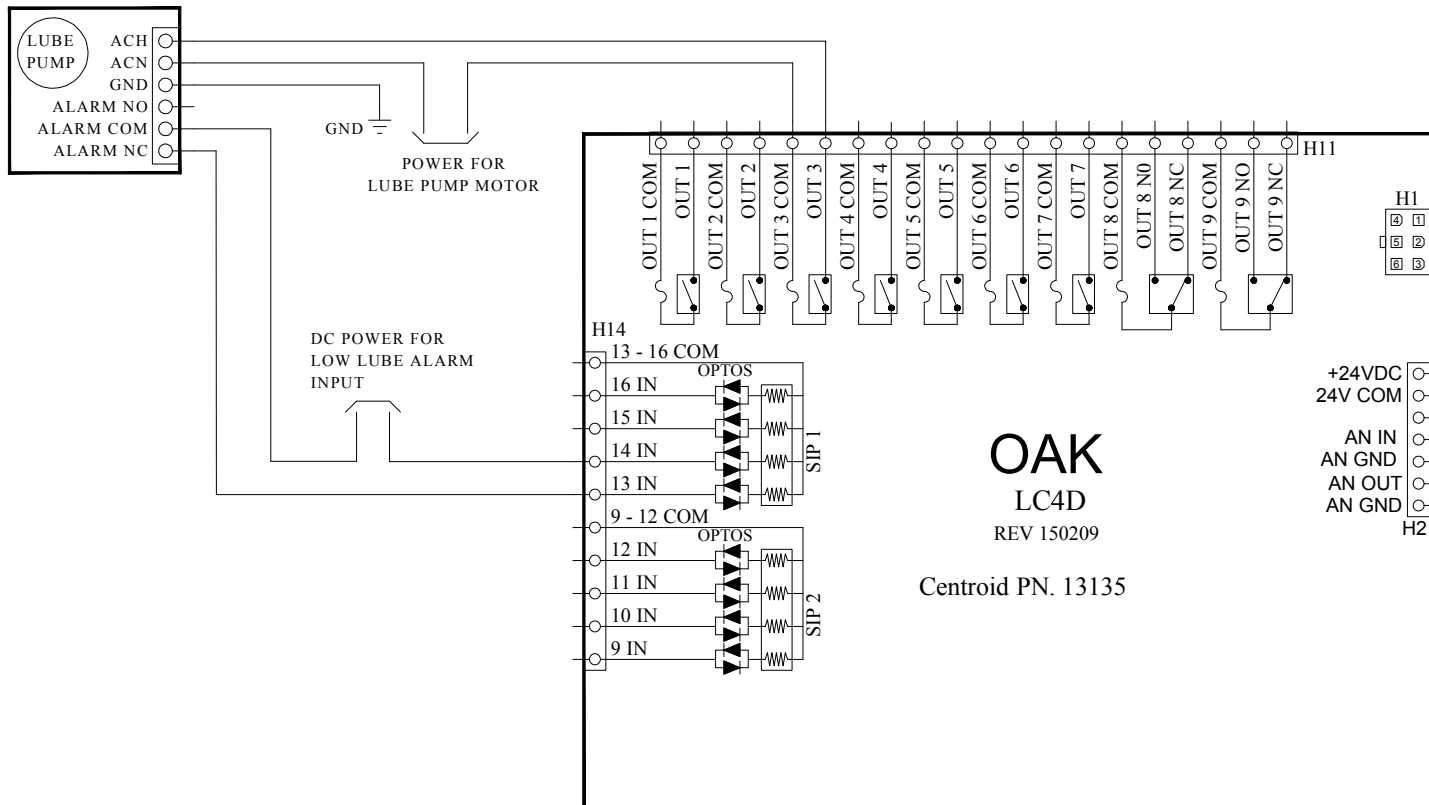 LUBE
PUMP
ACH
ACN
GND
ALARM NO
ALARM COM
ALARM NC
GND
POWER FOR
LUBE PUMP MOTOR
H11
OUT 1 COM
OUT 1
OUT 2 COM
OUT 2
OUT 3 COM
OUT 3
OUT 4 COM
OUT 4
OUT 5 COM
OUT 5
OUT 6 COM
OUT 6
OUT 7 COM
OUT 7
OUT 8 COM
OUT 8 N0
OUT 8 NC
OUT 9 COM
OUT 9 NO
OUT 9 NC
H1
4 1
5 2
6 3
DC POWER FOR
LOW LUBE ALARM
INPUT
H14
13 - 16 COM
OPTOS
16 IN
15 IN
14 IN
13 IN
SIP 1
9 - 12 COM
OPTOS
12 IN
11 IN
10 IN
9 IN
SIP 2
OAK
LC4D
REV 150209
Centroid PN. 13135
+24VDC
24V COM
AN IN
AN GND
AN OUT
AN GND
H2